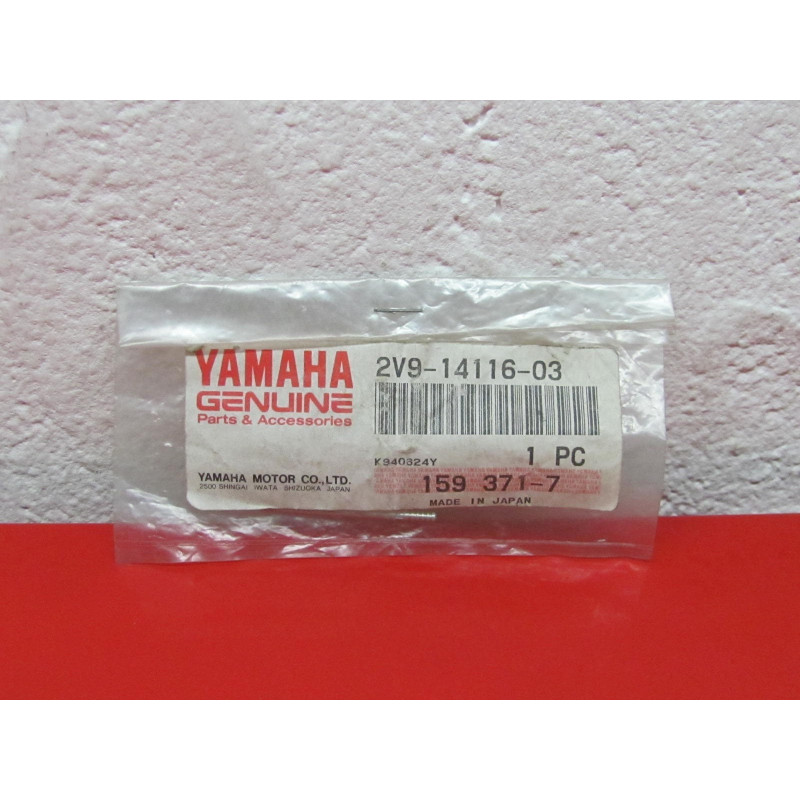 YAMAHA
GENUINE
Parts & Accessories
YAMAHA MOTOR CO.,LTD.
2500 SHINGAI IWATA SHIZUOKA JAPAN
2V9-14116-03
K940824Y
1 PC
159 371-7
MADE IN JAPAN